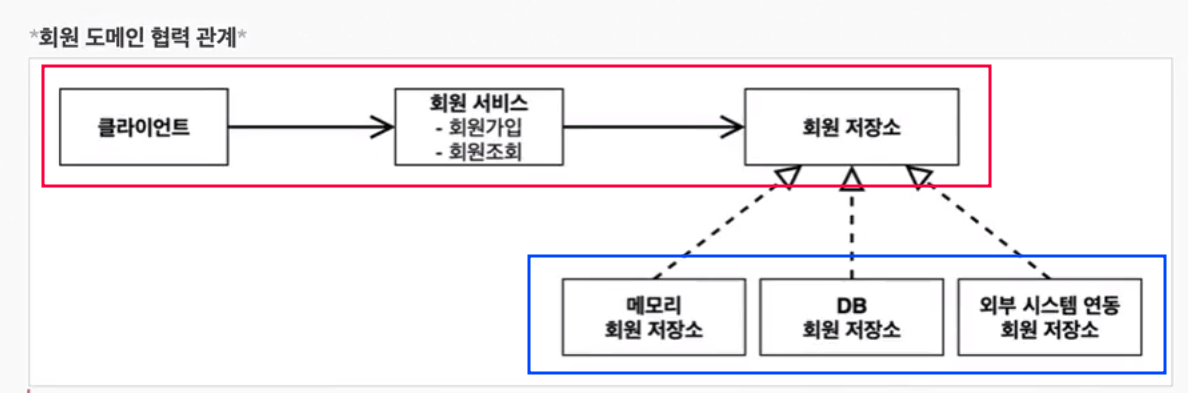 *회원 도메인 협력 관계*
클라이언트
회원 서비스
- 회원가입
- 회원조회
회원 저장소
메모리
회원 저장소
DB
회원 저장소
외부 시스템 연동
회원 저장소